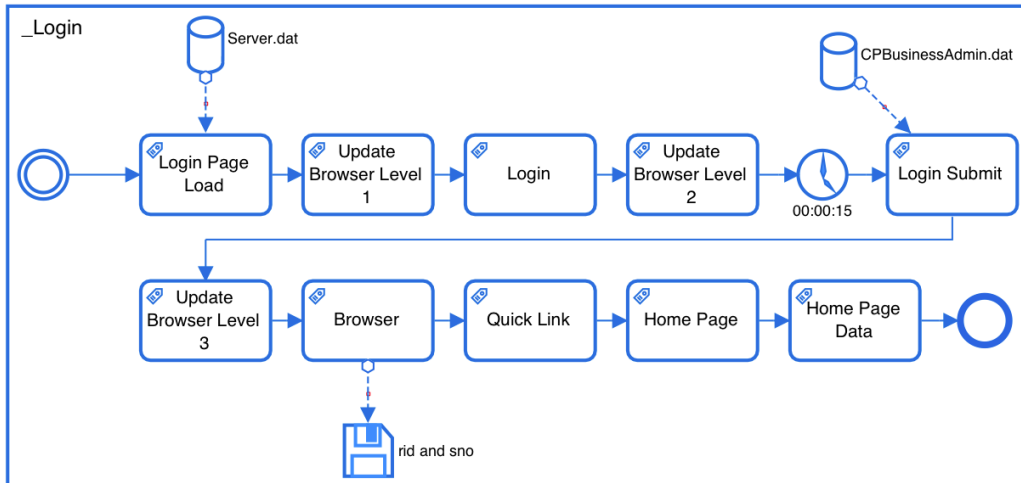 _Login
Server.dat
CPBusinessAdmin.dat
Login Page
Load
Update
Browser Level
1
Login
Update
Browser Level
2
00:00:15
Login Submit
Update
Browser Level
3
Browser
Quick Link
Home Page
Home Page
Data
rid and sno